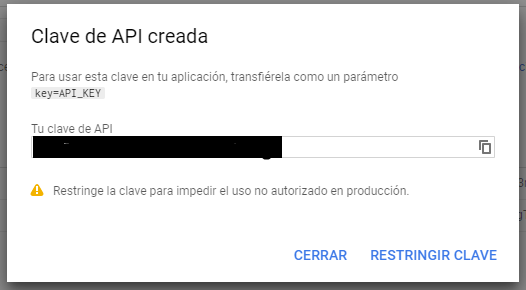 Clave de API creada
Para usar esta clave en tu aplicación, transfiérela como un parámetro
key=API_KEY
Tu clave de API
Restringe la clave para impedir el uso no autorizado en producción.
CERRAR RESTRINGIR CLAVE